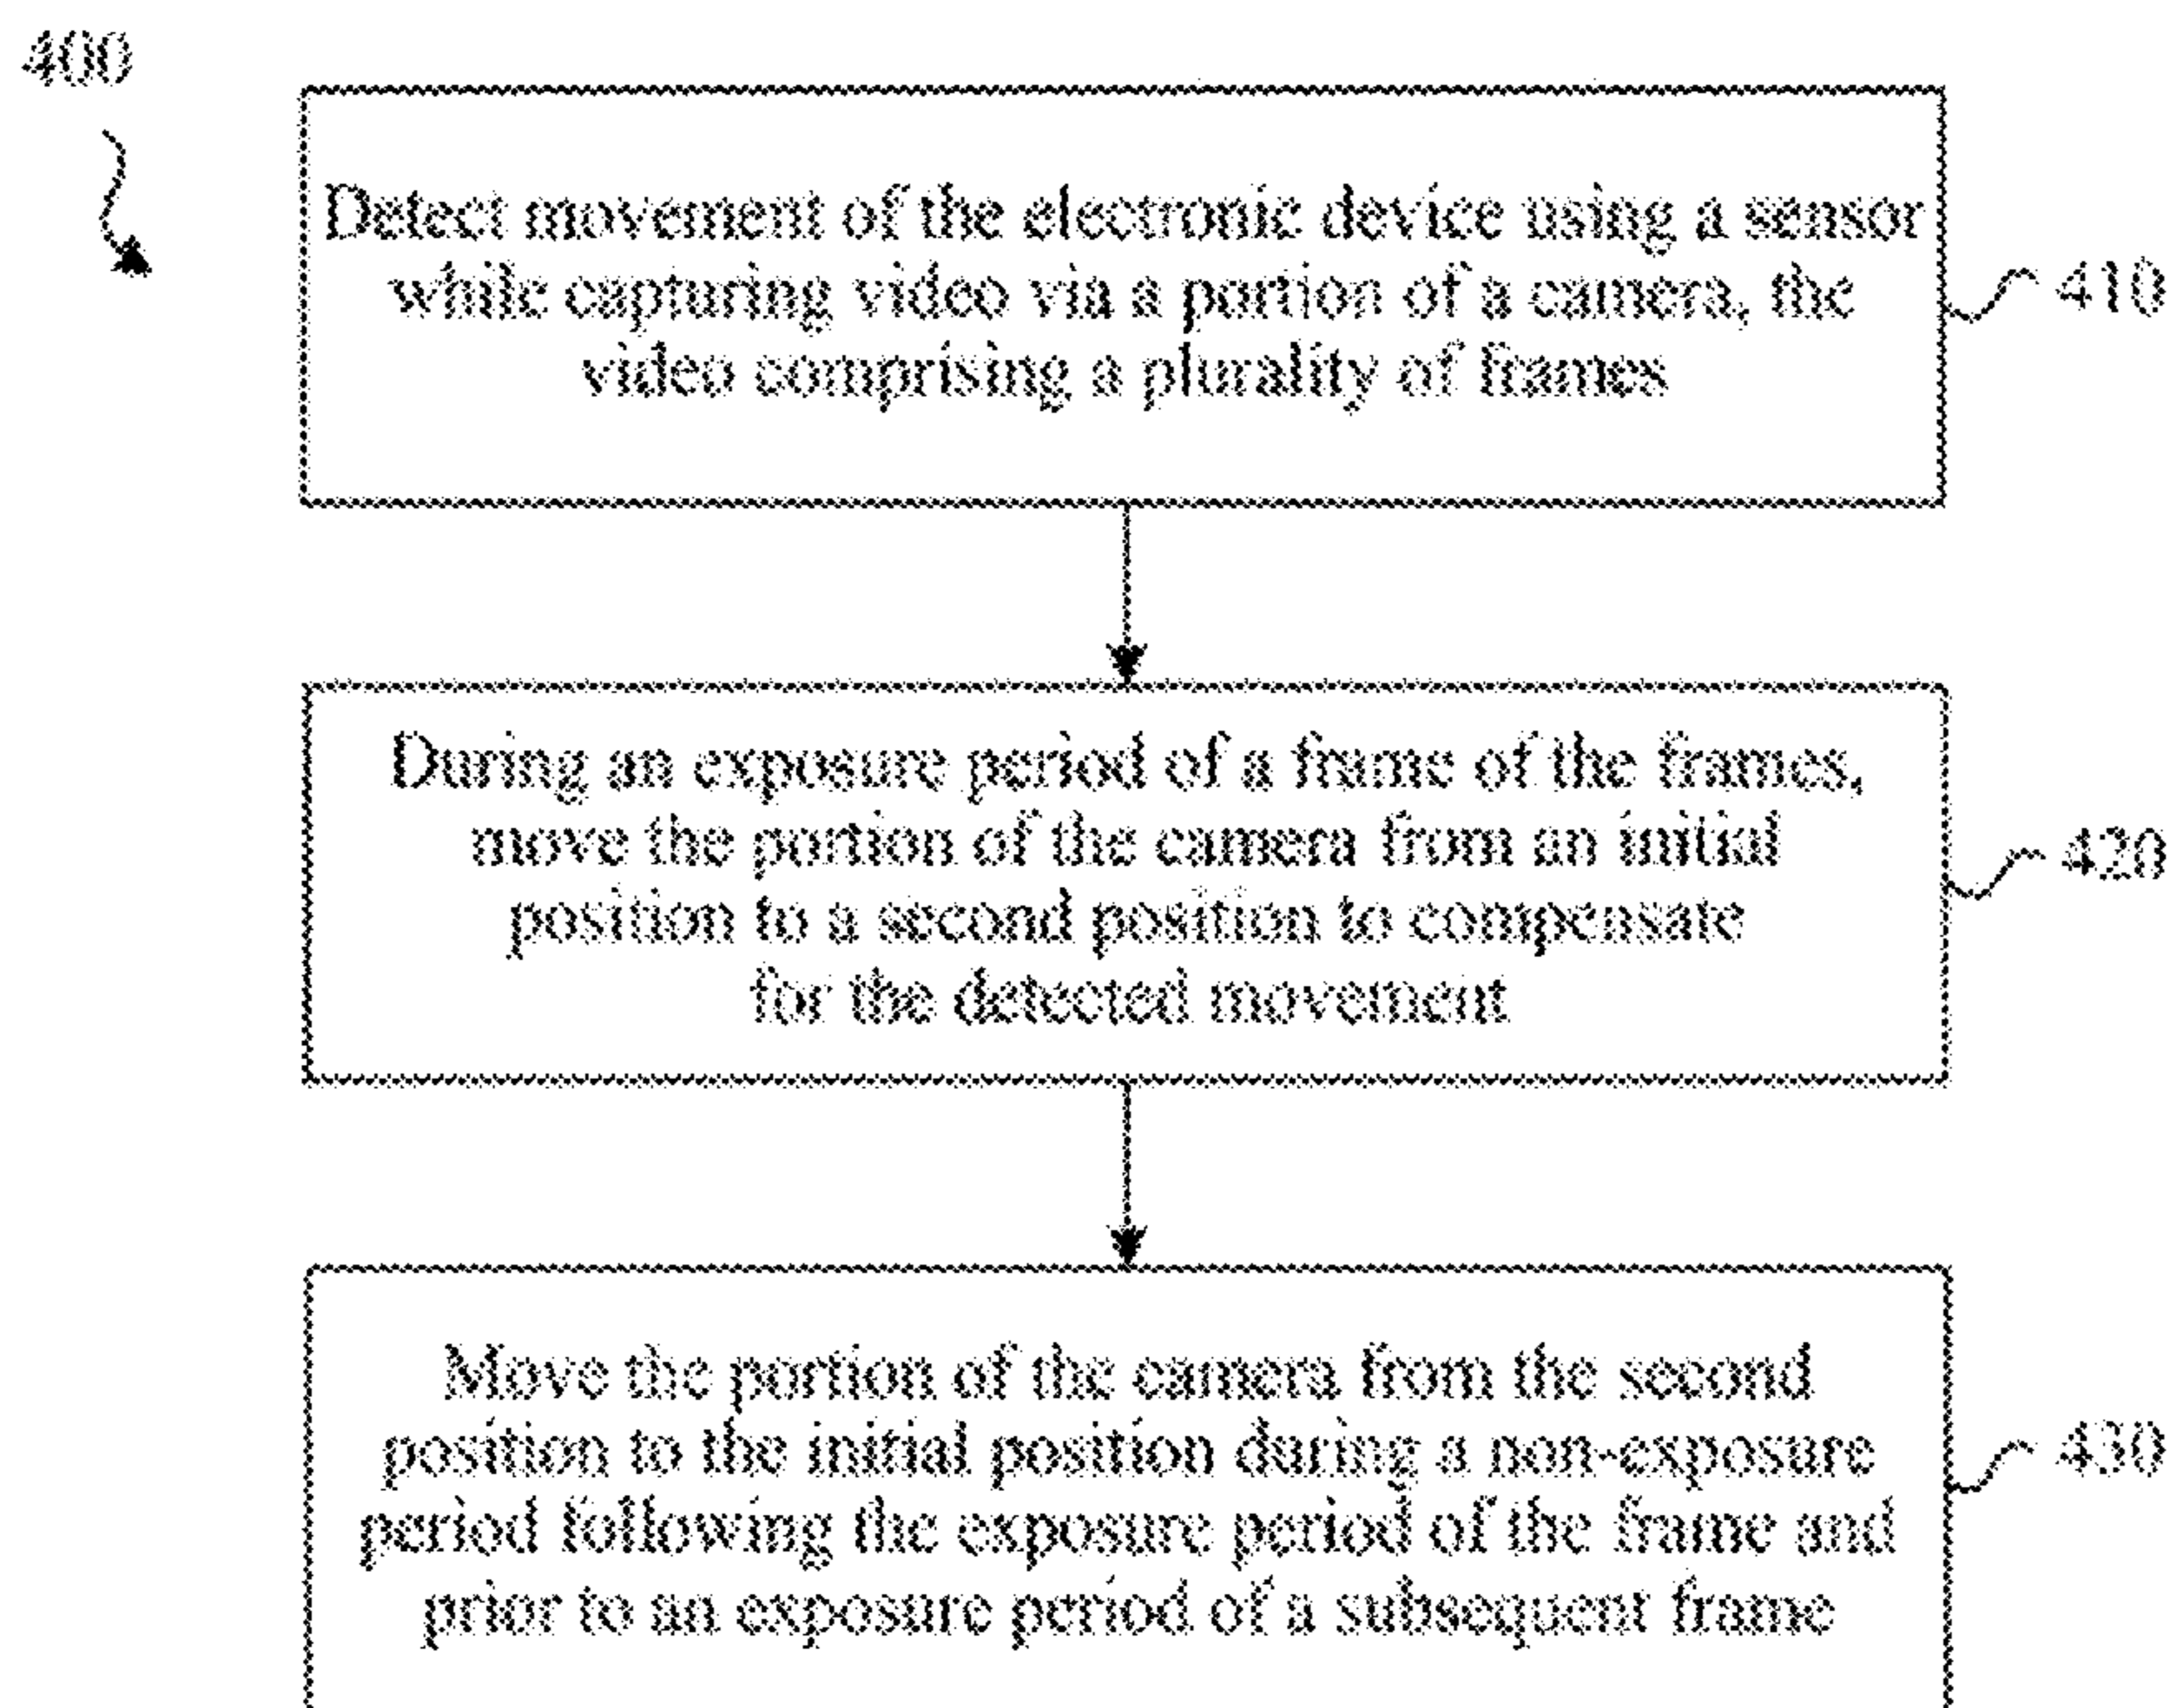 400
Detect movement of the electronic device using a sensor
while capturing video via a portion of a camera, the
video comprising a plurality of frames
410
During an exposure period of a frame of the frames,
move the portion of the camera from an initial
position to a second position to compensate
for the detected movement
420
Move the portion of the camera from the second
position to the initial position during a non-exposure
period following the exposure period of the frame and
prior to an exposure period of a subsequent frame
430